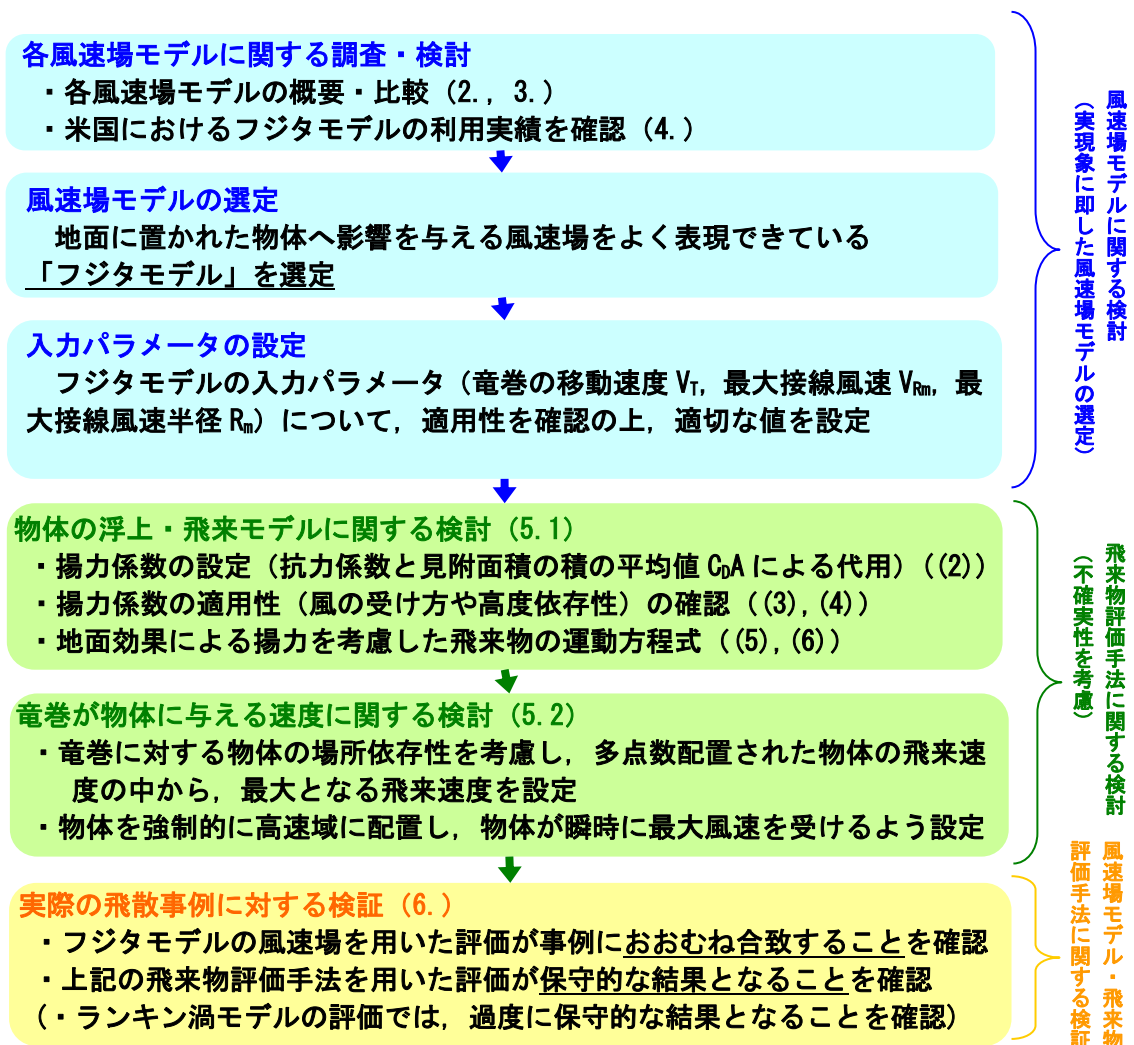 各風速場モデルに関する調査・検討
・各風速場モデルの概要・比較（2., 3.）
・米国におけるフジタモデルの利用実績を確認（4.）
風速場モデルの選定
地面に置かれた物体へ影響を与える風速場をよく表現できている
「フジタモデル」を選定
入力パラメータの設定
フジタモデルの入力パラメータ（竜巻の移動速度 VT，最大接線風速 VRm，最
大接線風速半径 Rm）について，適用性を確認の上，適切な値を設定
風速場モデルに関する検討
（実現象に即した風速場モデルの選定）
物体の浮上・飛来モデルに関する検討（5.1）
・揚力係数の設定（抗力係数と見附面積の積の平均値 CDA による代用）((2))
・揚力係数の適用性（風の受け方や高度依存性）の確認（(3),(4)）
・地面効果による揚力を考慮した飛来物の運動方程式（(5),(6)）
竜巻が物体に与える速度に関する検討（5.2）
・竜巻に対する物体の場所依存性を考慮し，多点数配置された物体の飛来速
度の中から，最大となる飛来速度を設定
・物体を強制的に高速域に配置し，物体が瞬時に最大風速を受けるよう設定
飛来物評価手法に関する検討
（不確実性を考慮）
実際の飛散事例に対する検証（6.）
・フジタモデルの風速場を用いた評価が事例におおむね合致することを確認
・上記の飛来物評価手法を用いた評価が保守的な結果となることを確認
（・ランキン渦モデルの評価では，過度に保守的な結果となることを確認）
風速場モデル・飛来物
評価手法に関する検証